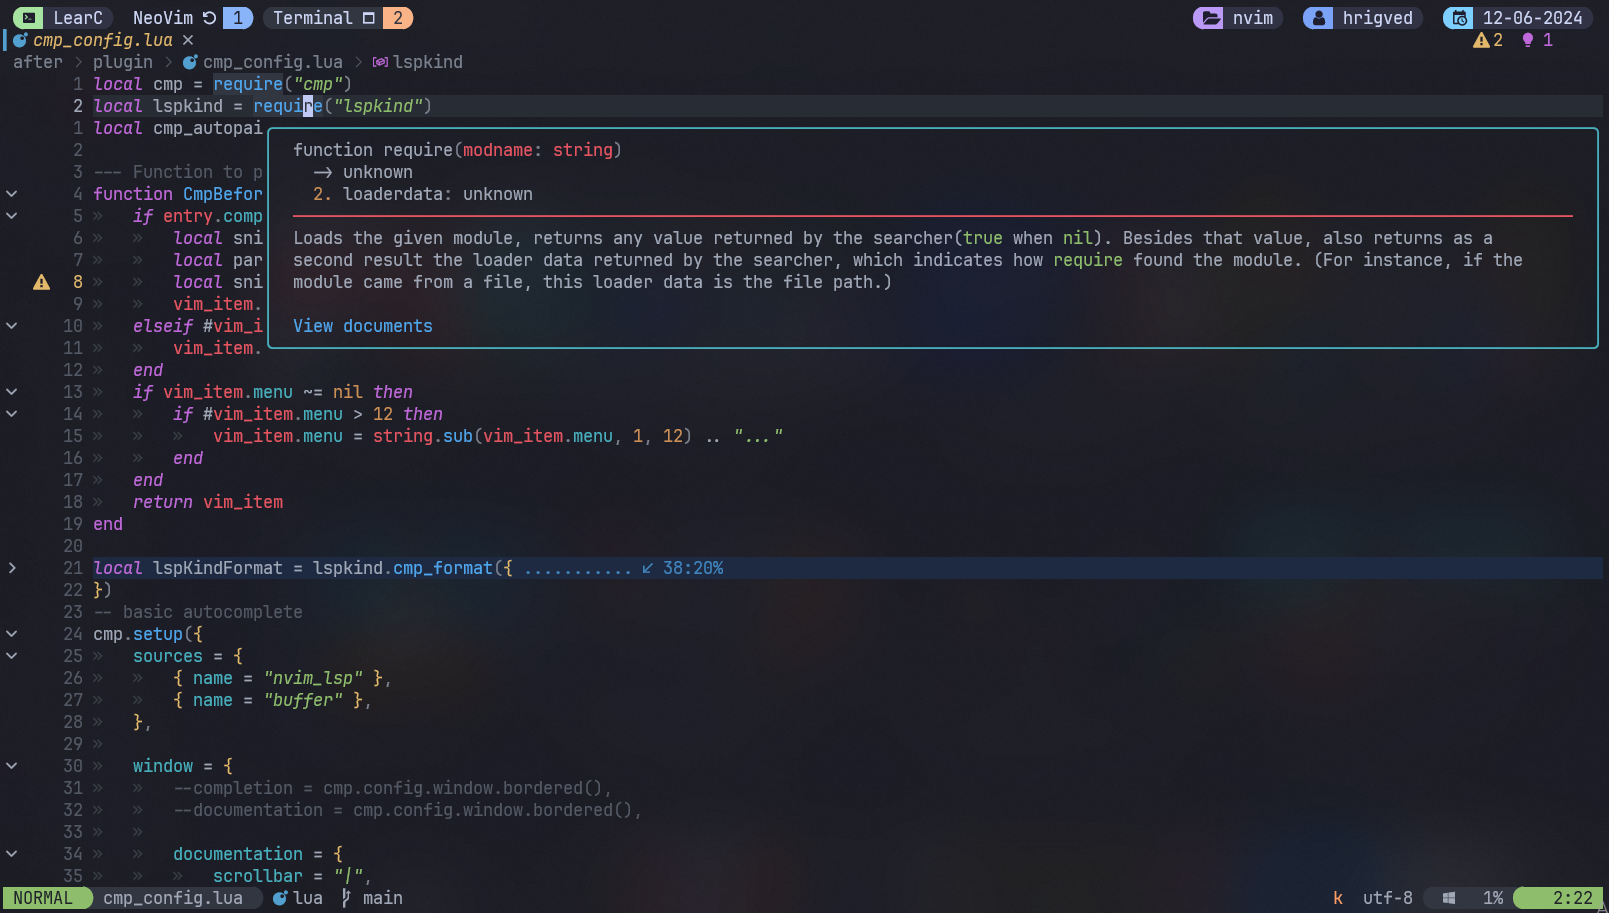 LearC NeoVim 1 Terminal 2 nvim hrigved 12-06-2024
cmp_config.lua ✕ 2 1
after > plugin > cmp_config.lua > lspkind
1 local cmp = require("cmp")
2 local lspkind = require("lspkind")
1 local cmp_autopai
2
3 --- Function to p
4 function CmpBefor
5 » if entry.comp
6 » » local sni
7 » » local par
8 » » local sni
9 » » vim_item.
10 » elseif #vim_i
11 » » vim_item.
function require(modname: string)
→ unknown
2. loaderdata: unknown
Loads the given module, returns any value returned by the searcher(true when nil). Besides that value, also returns as a
second result the loader data returned by the searcher, which indicates how require found the module. (For instance, if the
module came from a file, this loader data is the file path.)
View documents
12 » end
13 » if vim_item.menu ~= nil then
14 » » if #vim_item.menu > 12 then
15 » » » vim_item.menu = string.sub(vim_item.menu, 1, 12) .. "..."
16 » » end
17 » end
18 » return vim_item
19 end
20
21 local lspKindFormat = lspkind.cmp_format({ ........... ↙ 38:20%
22 })
23 -- basic autocomplete
24 cmp.setup({
25 » sources = {
26 » » { name = "nvim_lsp" },
27 » » { name = "buffer" },
28 » },
29 »
30 » window = {
31 » » --completion = cmp.config.window.bordered(),
32 » » --documentation = cmp.config.window.bordered(),
33 » »
34 » » documentation = {
35 » » » scrollbar = "|",
NORMAL cmp_config.lua lua main k utf-8 1% 2:22